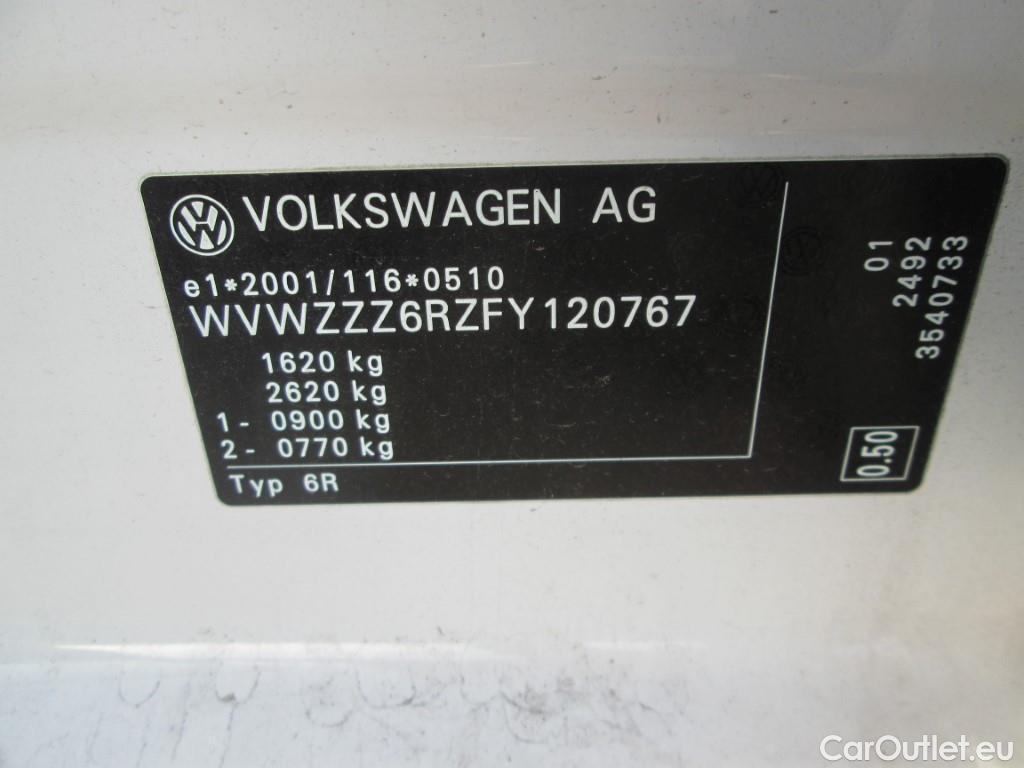 VOLKSWAGEN AG
e1*2001/116*0510
WVWZZZ6RZFY120767
1620 kg
2620 kg
1- 0900 kg
2- 0770 kg
Typ 6R
01
2492
3540733
0.50
CarOutlet.eu